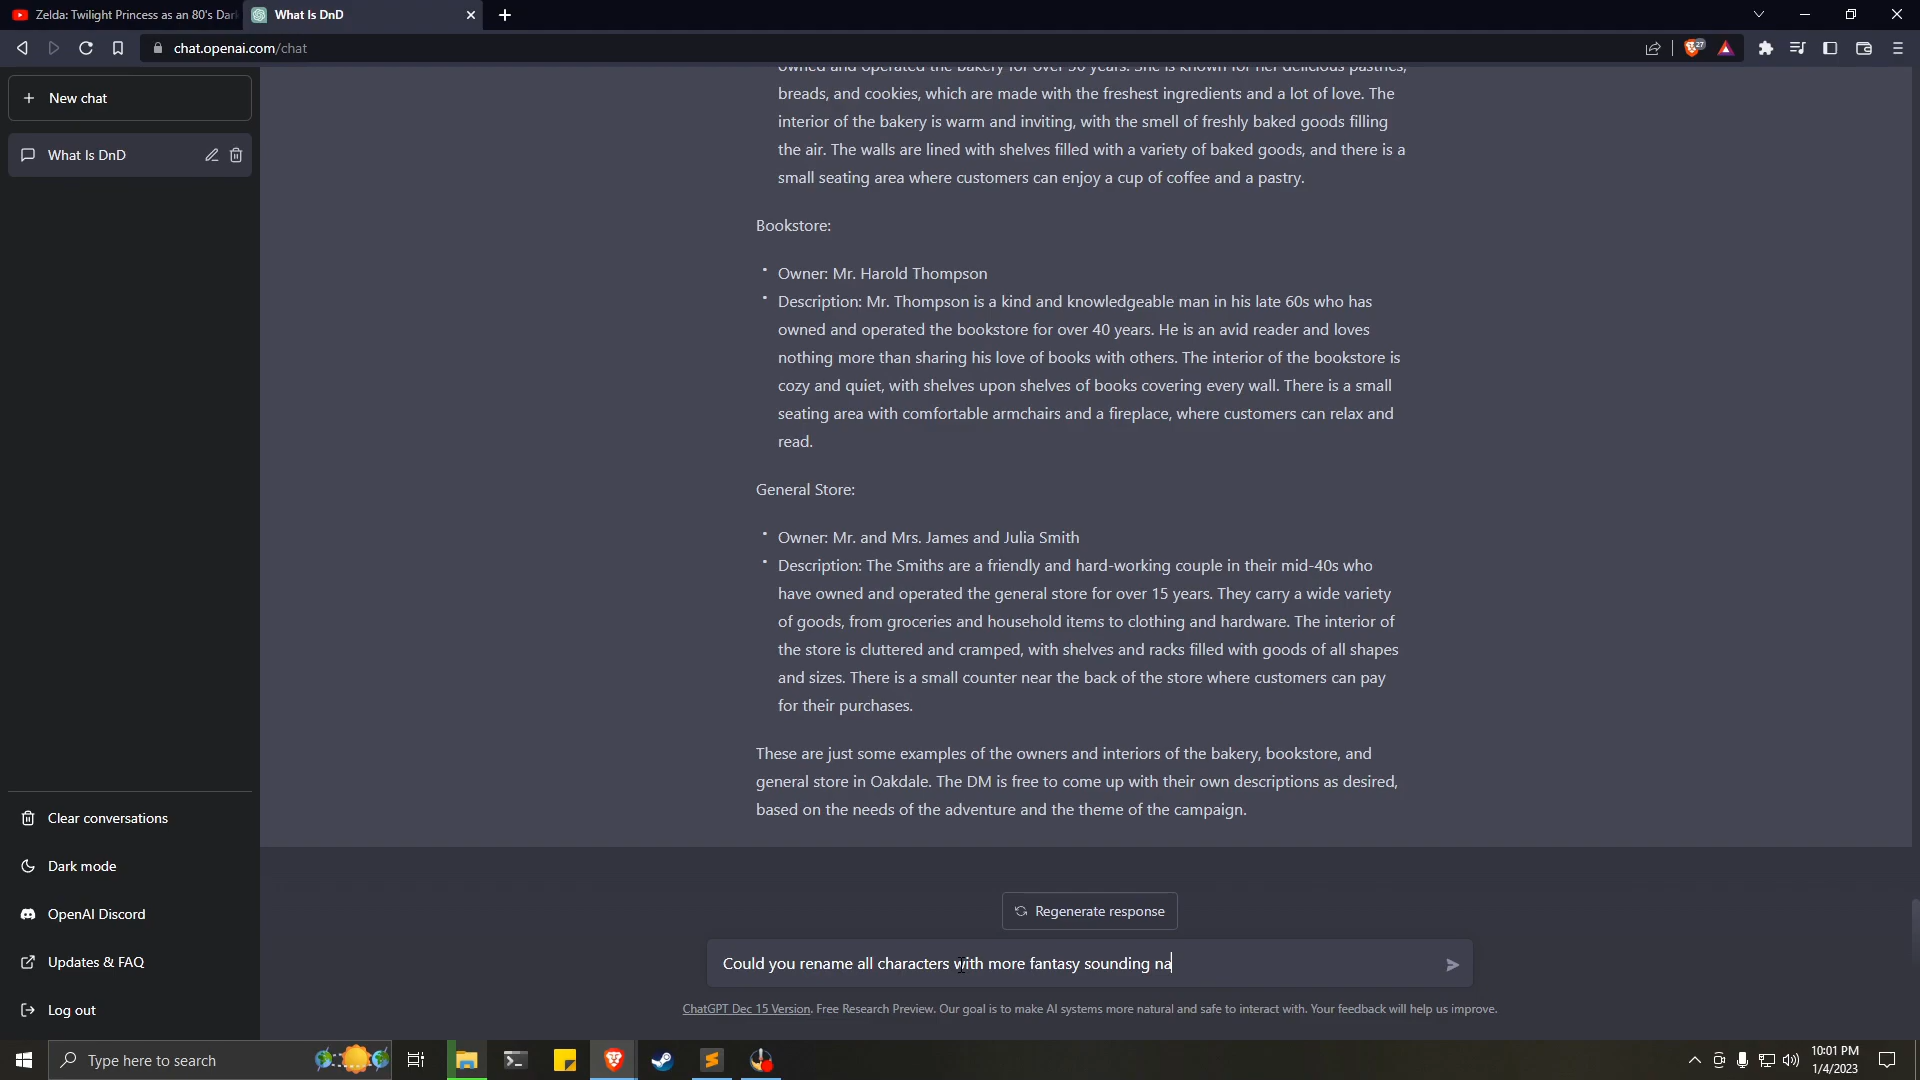 Zelda: Twilight Princess as an 80's Dar
What Is DnD
chat.openai.com/chat
27
New chat
What Is DnD
owned and operated the bakery for over 30 years. She is known for her delicious pastries,
breads, and cookies, which are made with the freshest ingredients and a lot of love. The
interior of the bakery is warm and inviting, with the smell of freshly baked goods filling
the air. The walls are lined with shelves filled with a variety of baked goods, and there is a
small seating area where customers can enjoy a cup of coffee and a pastry.
Bookstore:
• Owner: Mr. Harold Thompson
• Description: Mr. Thompson is a kind and knowledgeable man in his late 60s who has
owned and operated the bookstore for over 40 years. He is an avid reader and loves
nothing more than sharing his love of books with others. The interior of the bookstore is
cozy and quiet, with shelves upon shelves of books covering every wall. There is a small
seating area with comfortable armchairs and a fireplace, where customers can relax and
read.
General Store:
• Owner: Mr. and Mrs. James and Julia Smith
• Description: The Smiths are a friendly and hard-working couple in their mid-40s who
have owned and operated the general store for over 15 years. They carry a wide variety
of goods, from groceries and household items to clothing and hardware. The interior of
the store is cluttered and cramped, with shelves and racks filled with goods of all shapes
and sizes. There is a small counter near the back of the store where customers can pay
for their purchases.
These are just some examples of the owners and interiors of the bakery, bookstore, and
general store in Oakdale. The DM is free to come up with their own descriptions as desired,
based on the needs of the adventure and the theme of the campaign.
Clear conversations
Dark mode
OpenAI Discord
Updates & FAQ
Log out
Regenerate response
Could you rename all characters with more fantasy sounding na
ChatGPT Dec 15 Version. Free Research Preview. Our goal is to make AI systems more natural and safe to interact with. Your feedback will help us improve.
Type here to search
10:01 PM
1/4/2023